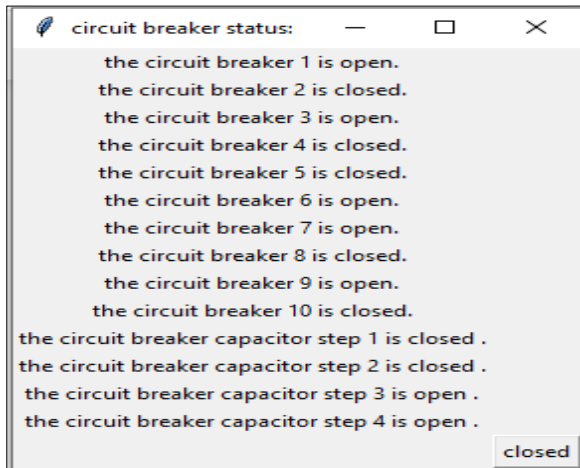 circuit breaker status:
the circuit breaker 1 is open.
the circuit breaker 2 is closed.
the circuit breaker 3 is open.
the circuit breaker 4 is closed.
the circuit breaker 5 is closed.
the circuit breaker 6 is open.
the circuit breaker 7 is open.
the circuit breaker 8 is closed.
the circuit breaker 9 is open.
the circuit breaker 10 is closed.
the circuit breaker capacitor step 1 is closed .
the circuit breaker capacitor step 2 is closed .
the circuit breaker capacitor step 3 is open .
the circuit breaker capacitor step 4 is open .
closed